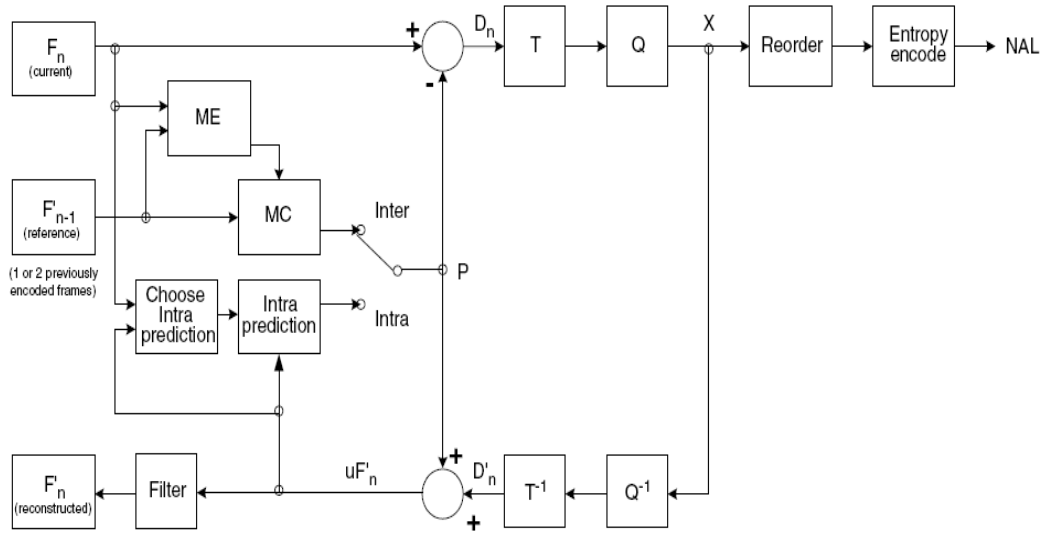 Fn
(current)
+
-
Dn
T
Q
X
Reorder
Entropy
encode
NAL
ME
F'n-1
(reference)
(1 or 2 previously
encoded frames)
MC
Inter
P
Choose
Intra
prediction
Intra
prediction
Intra
F'n
(reconstructed)
Filter
uF'n
+
+
D'n
T-1
Q-1